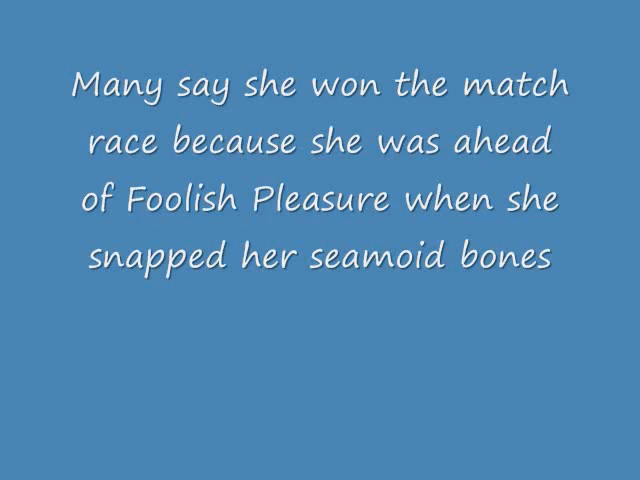 Many say she won the match
race because she was ahead
of Foolish Pleasure when she
snapped her seamoid bones